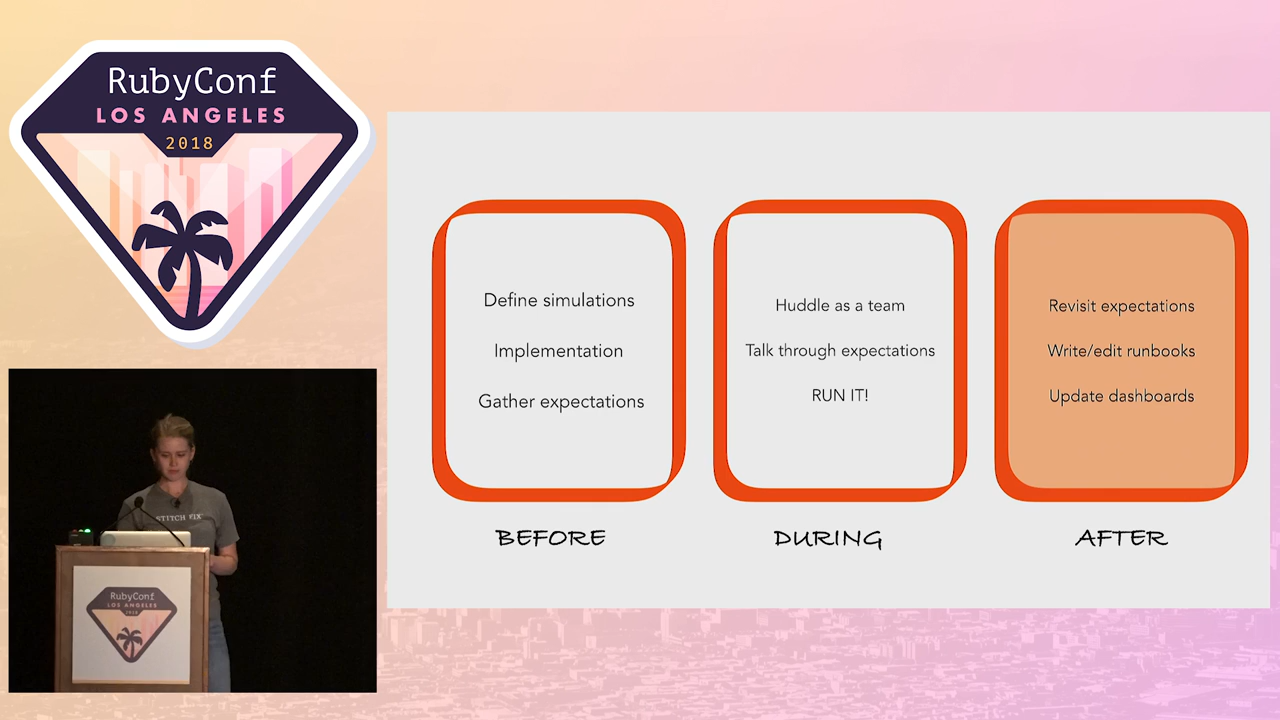 RubyConf
LOS ANGELES
2018
Define simulations
Implementation
Gather expectations
BEFORE
Huddle as a team
Talk through expectations
RUN IT!
DURING
Revisit expectations
Write/edit runbooks
Update dashboards
AFTER
STITCH FIX
RubyConf
LOS ANGELES
2018